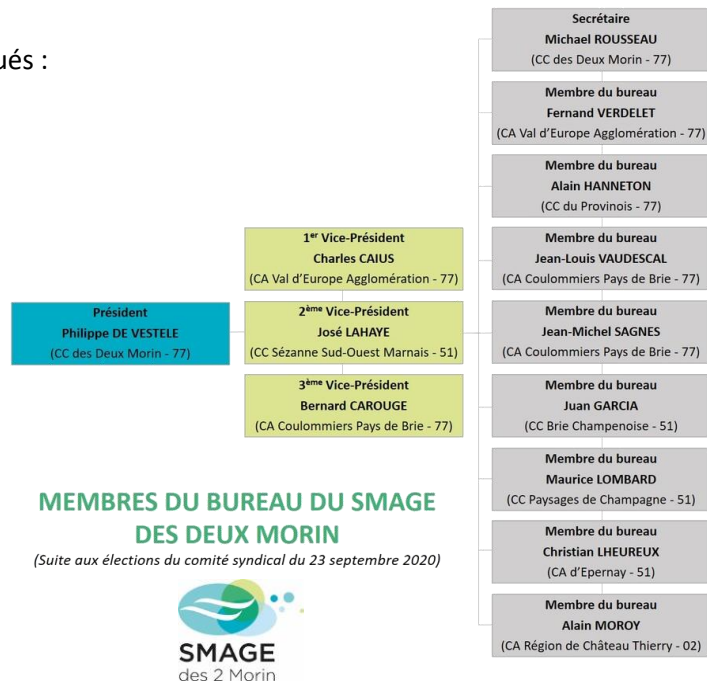 ués :
Président
Philippe DE VESTELE
(CC des Deux Morin - 77)
1er Vice-Président
Charles CAIUS
(CA Val d'Europe Agglomération - 77)
2ème Vice-Président
José LAHAYE
(CC Sézanne Sud-Ouest Marnais - 51)
3ème Vice-Président
Bernard CAROUGE
(CA Coulommiers Pays de Brie - 77)
Secrétaire
Michael ROUSSEAU
(CC des Deux Morin - 77)
Membre du bureau
Fernand VERDELET
(CA Val d'Europe Agglomération - 77)
Membre du bureau
Alain HANNETON
(CC du Provinois - 77)
Membre du bureau
Jean-Louis VAUDESCAL
(CA Coulommiers Pays de Brie - 77)
Membre du bureau
Jean-Michel SAGNES
(CA Coulommiers Pays de Brie - 77)
Membre du bureau
Juan GARCIA
(CC Brie Champenoise - 51)
Membre du bureau
Maurice LOMBARD
(CC Paysages de Champagne - 51)
Membre du bureau
Christian LHEUREUX
(CA d'Epernay - 51)
Membre du bureau
Alain MOROY
(CA Région de Château Thierry - 02)
MEMBRES DU BUREAU DU SMAGE
DES DEUX MORIN
(Suite aux élections du comité syndical du 23 septembre 2020)
SMAGE
des 2 Morin